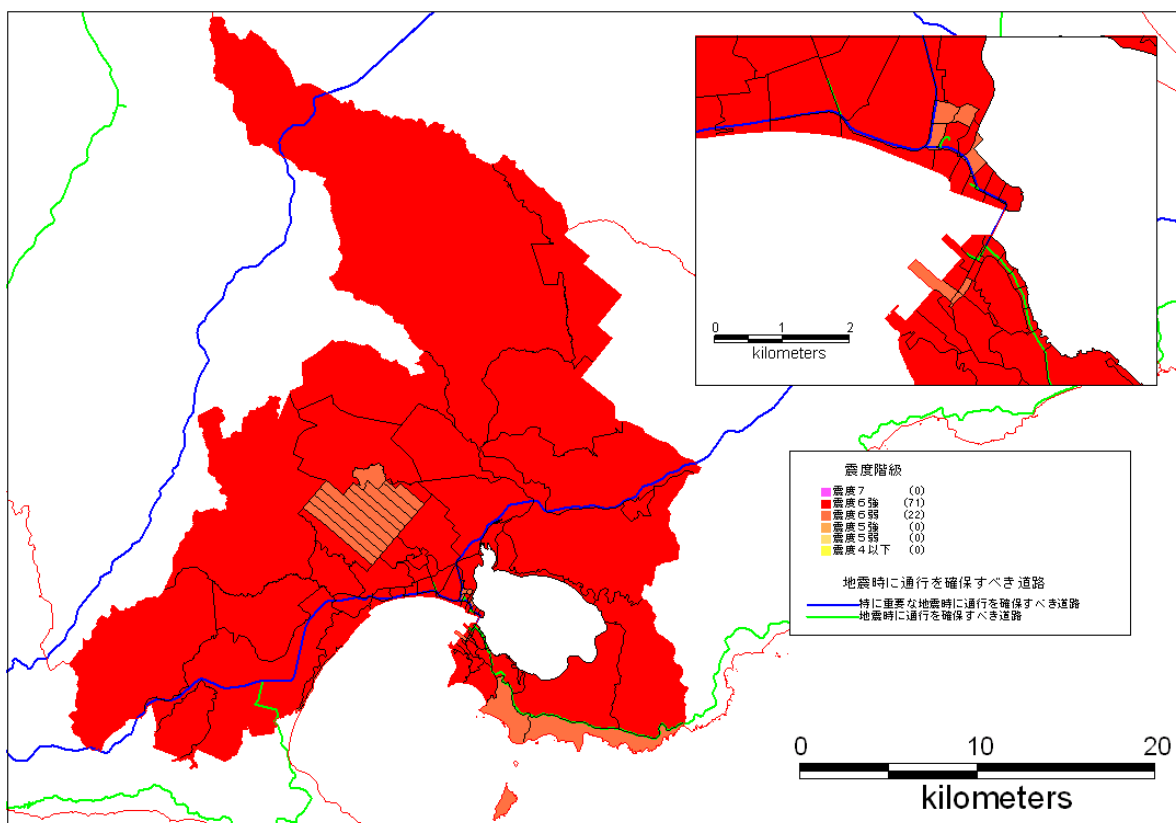 0 1 2
kilometers
震度階級
震度7 (0)
震度6強 (71)
震度6弱 (22)
震度5強 (0)
震度5弱 (0)
震度4以下 (0)
地震時に通行を確保すべき道路
特に重要な地震時に通行を確保すべき道路
地震時に通行を確保すべき道路
0 10 20
kilometers